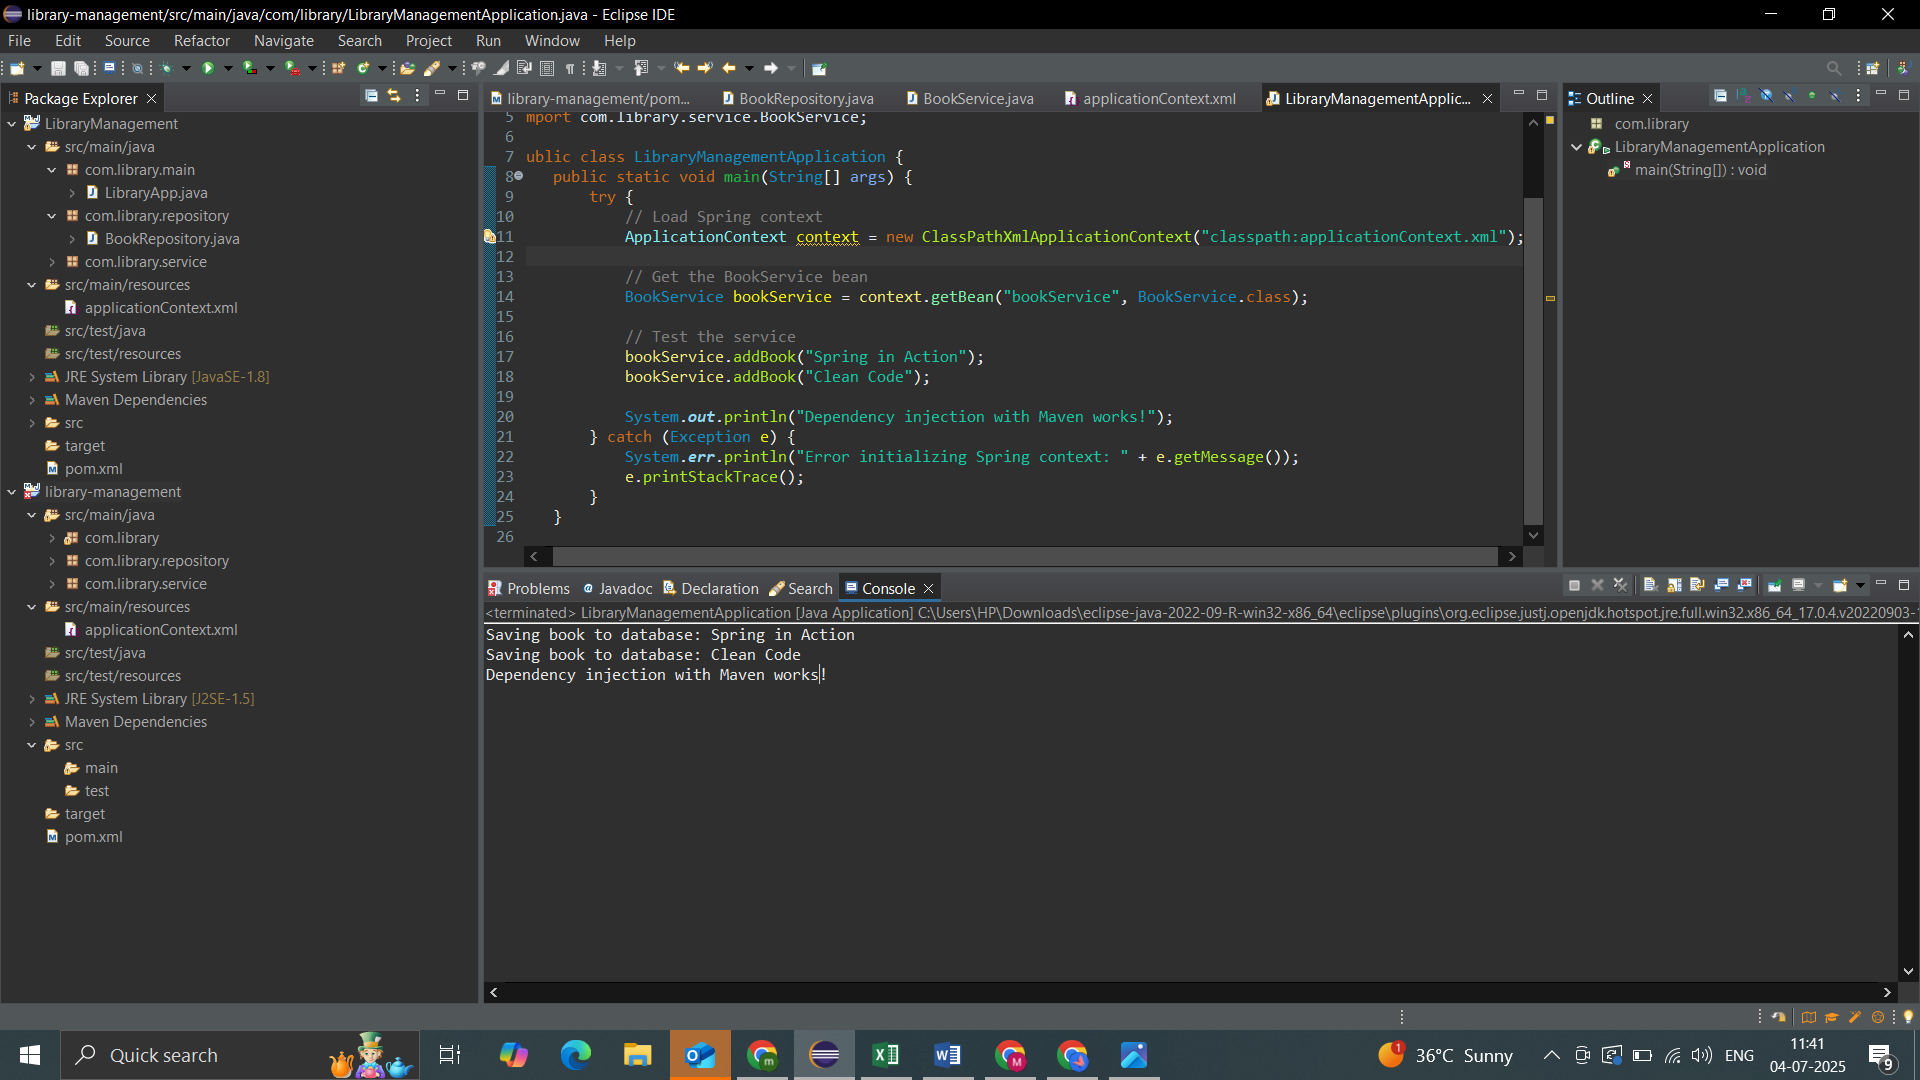 library-management/src/main/java/com/library/LibraryManagementApplication.java - Eclipse IDE
File Edit Source Refactor Navigate Search Project Run Window Help
Package Explorer
LibraryManagement
src/main/java
com.library.main
LibraryApp.java
com.library.repository
BookRepository.java
com.library.service
src/main/resources
applicationContext.xml
src/test/java
src/test/resources
JRE System Library [JavaSE-1.8]
Maven Dependencies
src
target
pom.xml
library-management
src/main/java
com.library
com.library.repository
com.library.service
src/main/resources
applicationContext.xml
src/test/java
src/test/resources
JRE System Library [J2SE-1.5]
Maven Dependencies
src
main
test
target
pom.xml
library-management/pom... BookRepository.java BookService.java applicationContext.xml LibraryManagementApplic...
5 mport com.library.service.BookService;
6
7 ublic class LibraryManagementApplication {
8 public static void main(String[] args) {
9 try {
10 // Load Spring context
11 ApplicationContext context = new ClassPathXmlApplicationContext("classpath:applicationContext.xml");
12
13 // Get the BookService bean
14 BookService bookService = context.getBean("bookService", BookService.class);
15
16 // Test the service
17 bookService.addBook("Spring in Action");
18 bookService.addBook("Clean Code");
19
20 System.out.println("Dependency injection with Maven works!");
21 } catch (Exception e) {
22 System.err.println("Error initializing Spring context: " + e.getMessage());
23 e.printStackTrace();
24 }
25 }
26
Outline
com.library
LibraryManagementApplication
main(String[]) : void
Problems Javadoc Declaration Search Console
<terminated> LibraryManagementApplication [Java Application] C:\Users\HP\Downloads\eclipse-java-2022-09-R-win32-x86_64\eclipse\plugins\org.eclipse.justj.openjdk.hotspot.jre.full.win32.x86_64_17.0.4.v20220903-1
Saving book to database: Spring in Action
Saving book to database: Clean Code
Dependency injection with Maven works!
Quick search
1
36°C Sunny
ENG
11:41
04-07-2025
9